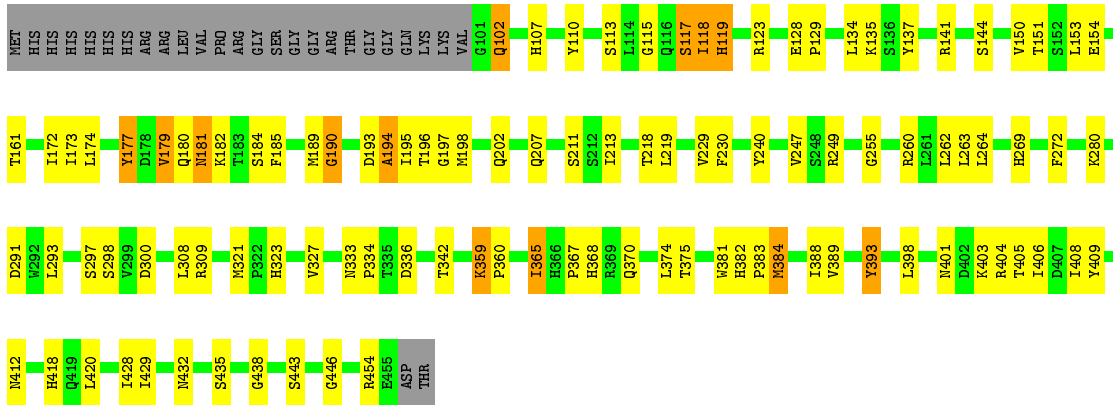 MET HIS HIS HIS HIS HIS HIS ARG ARG LEU VAL PRO ARG GLY SER GLY GLY ARG THR GLY GLY GLN LYS LYS VAL G101 Q102 H107 Y110 S113 L114 G115 Q116 S117 I118 H119 R123 E128 P129 L134 K135 S136 Y137 R141 S144 V150 T151 S152 L153 E154
T161 I172 I173 L174 Y177 D178 V179 Q180 N181 K182 T183 S184 F185 M189 G190 D193 A194 I195 T196 G197 M198 Q202 Q207 S211 S212 I213 T218 L219 V229 F230 Y240 V247 S248 R249 G255 R260 L261 L262 L263 L264 H269 F272 K280
D291 W292 L293 S297 S298 V299 D300 L308 R309 M321 P322 H323 V327 N333 P334 T335 D336 T342 K359 P360 I365 H366 P367 H368 R369 Q370 L374 T375 W381 H382 P383 M384 I388 V389 Y393 L398 N401 D402 K403 R404 T405 I406 D407 I408 Y409
N412 H418 Q419 L420 I428 I429 N432 S435 G438 S443 G446 R454 E455 ASP THR